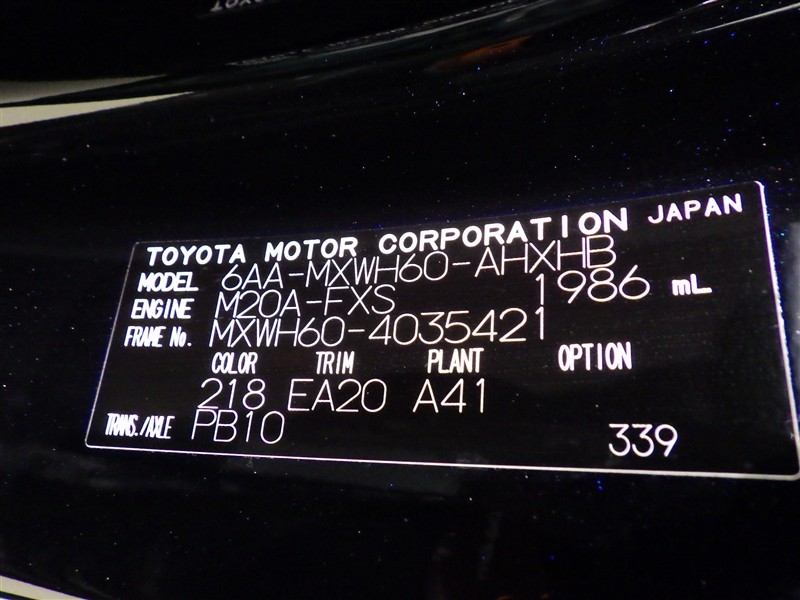 TOYOTA MOTOR CORPORATION JAPAN
MODEL 6AA-MXWH60-AHXHB
ENGINE M20A-FXS 1986 mL
FRAME No. MXWH60-4035421
COLOR TRIM PLANT OPTION
218 EA20 A41
TRANS./AXLE PB10 339